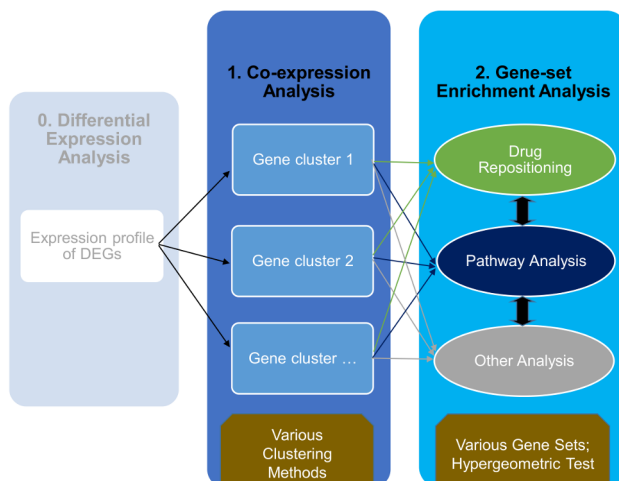 0. Differential
Expression
Analysis
Expression profile
of DEGs
1. Co-expression
Analysis
Gene cluster 1
Gene cluster 2
Gene cluster …
Various
Clustering
Methods
2. Gene-set
Enrichment Analysis
Drug
Repositioning
Pathway Analysis
Other Analysis
Various Gene Sets;
Hypergeometric Test